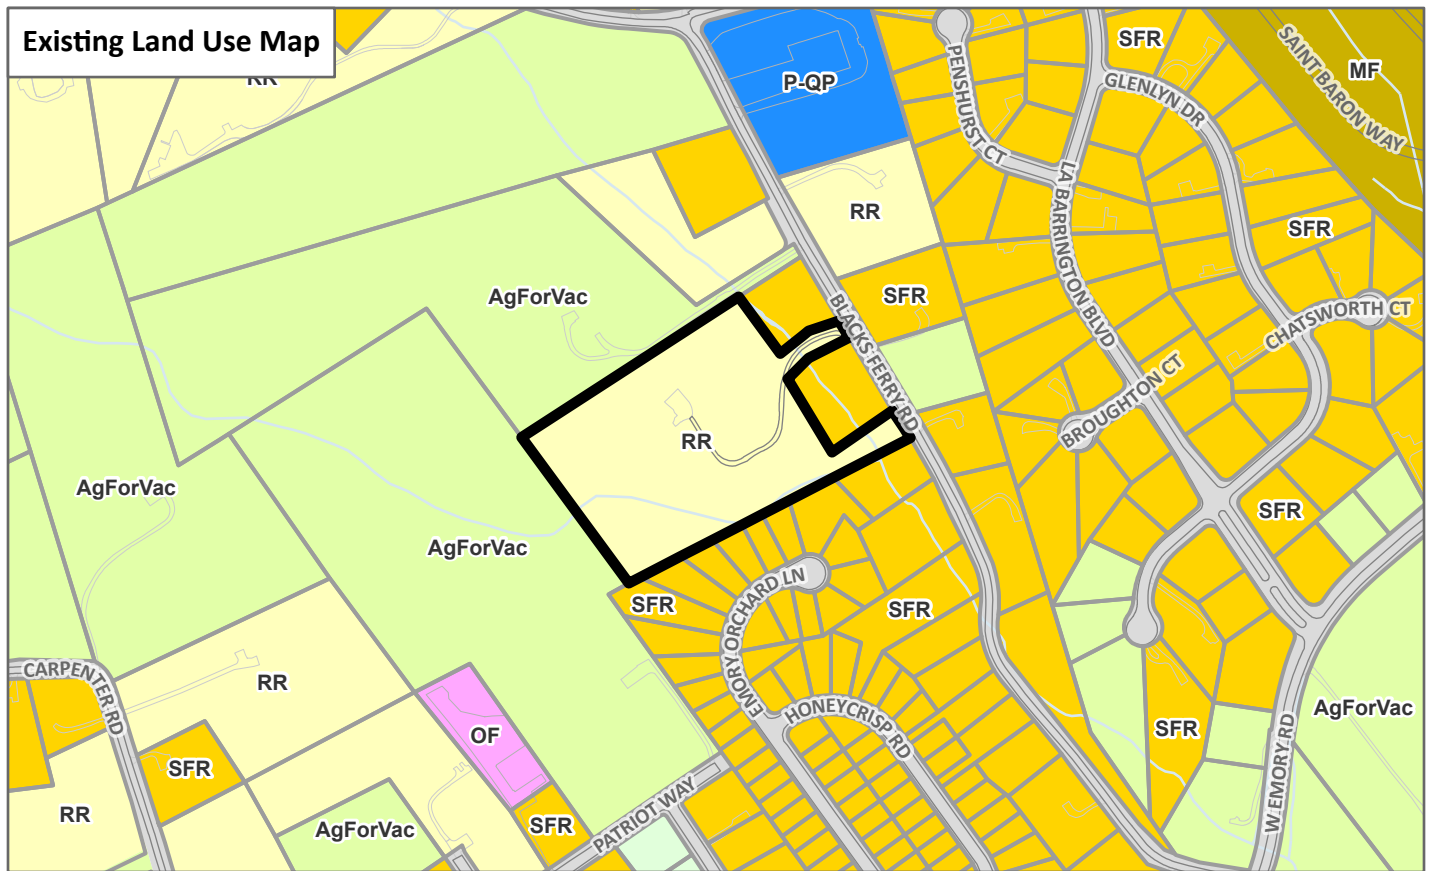 Existing Land Use Map
RR
P-QP
SFR
MF
SAINT BARON WAY
PENSHURST CT
GLENLYN DR
LA BARRINGTON BLVD
RR
SFR
AgForVac
SFR
BLACKS FERRY RD
CHATSWORTH CT
BROUGHTON CT
RR
AgForVac
SFR
AgForVac
EMORY ORCHARD LN
SFR
SFR
CARPENTER RD
RR
HONEYCRISP RD
AgForVac
OF
SFR
W EMORY RD
SFR
RR
AgForVac
SFR
PATRIOT WAY